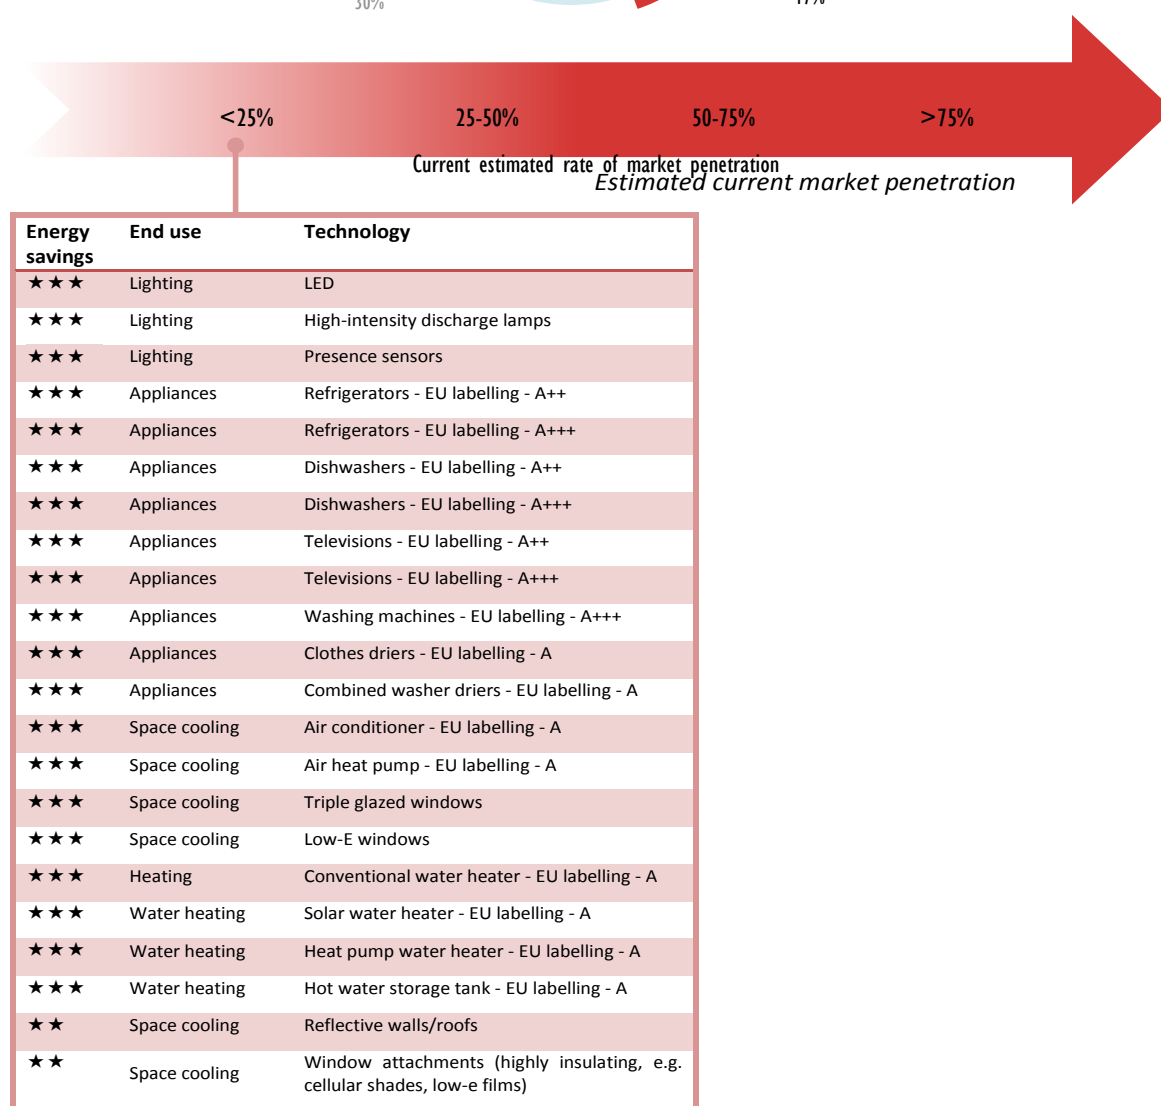 30% 17%
<25% 25-50% 50-75% >75%
Current estimated rate of market penetration
Estimated current market penetration
Energy savings End use Technology
★★★ Lighting LED
★★★ Lighting High-intensity discharge lamps
★★★ Lighting Presence sensors
★★★ Appliances Refrigerators - EU labelling - A++
★★★ Appliances Refrigerators - EU labelling - A+++
★★★ Appliances Dishwashers - EU labelling - A++
★★★ Appliances Dishwashers - EU labelling - A+++
★★★ Appliances Televisions - EU labelling - A++
★★★ Appliances Televisions - EU labelling - A+++
★★★ Appliances Washing machines - EU labelling - A+++
★★★ Appliances Clothes driers - EU labelling - A
★★★ Appliances Combined washer driers - EU labelling - A
★★★ Space cooling Air conditioner - EU labelling - A
★★★ Space cooling Air heat pump - EU labelling - A
★★★ Space cooling Triple glazed windows
★★★ Space cooling Low-E windows
★★★ Heating Conventional water heater - EU labelling - A
★★★ Water heating Solar water heater - EU labelling - A
★★★ Water heating Heat pump water heater - EU labelling - A
★★★ Water heating Hot water storage tank - EU labelling - A
★★ Space cooling Reflective walls/roofs
★★ Space cooling Window attachments (highly insulating, e.g.
cellular shades, low-e films)